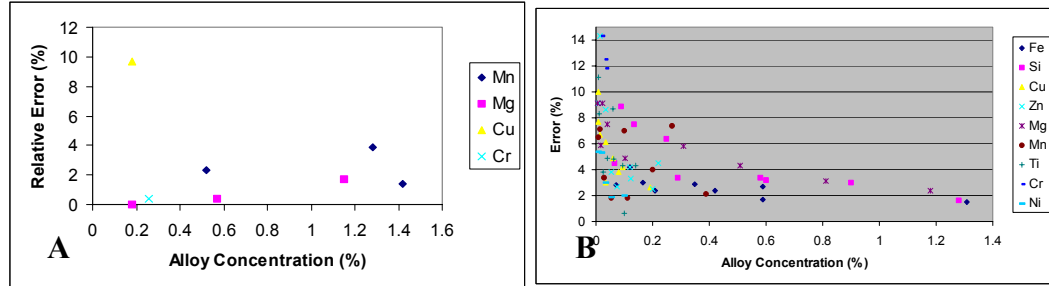 12
10
8
6
4
2
0
0 0.2 0.4 0.6 0.8 1 1.2 1.4 1.6
Relative Error (%)
Alloy Concentration (%)
Mn
Mg
Cu
Cr
A
14
12
10
8
6
4
2
0
0 0.2 0.4 0.6 0.8 1 1.2 1.4
Error (%)
Alloy Concentration (%)
Fe
Si
Cu
Zn
Mg
Mn
Ti
Cr
Ni
B